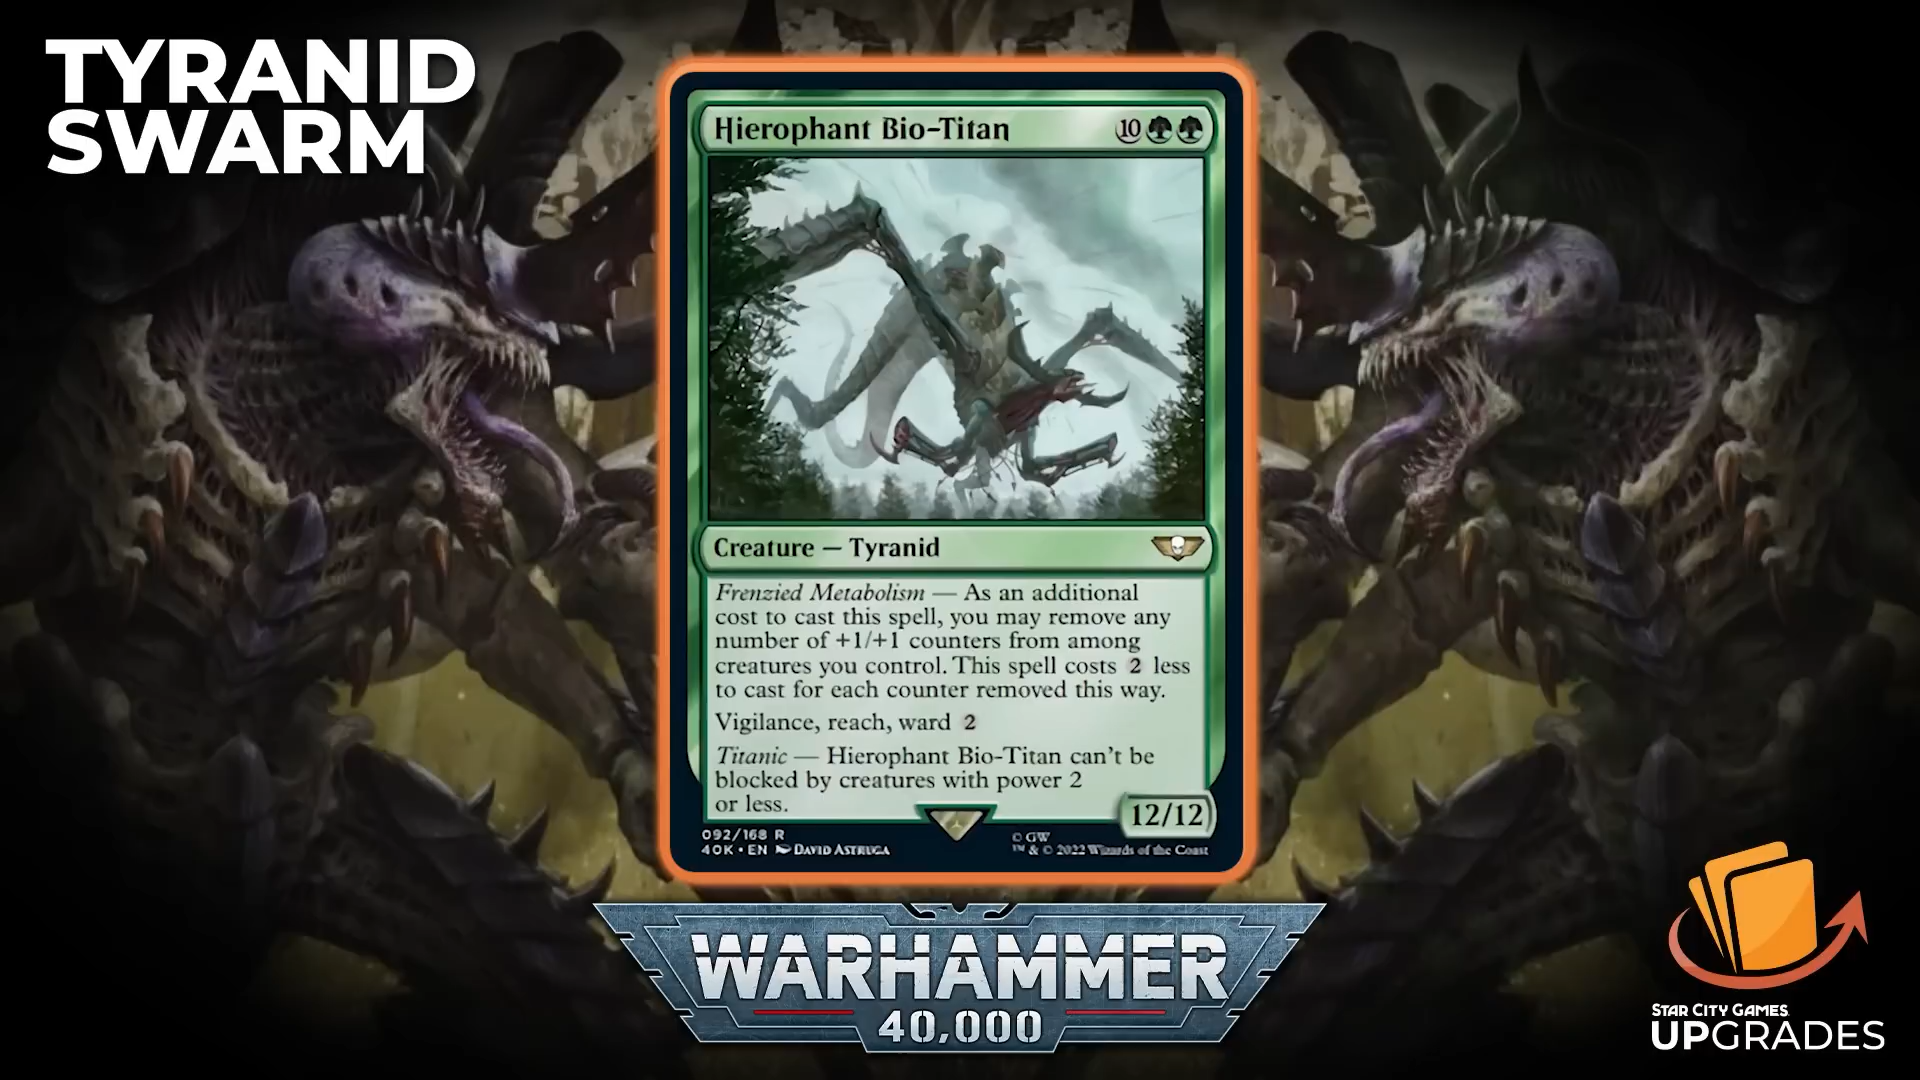 TYRANID
SWARM
Hierophant Bio-Titan
10
Creature — Tyranid
Frenzied Metabolism — As an additional
cost to cast this spell, you may remove any
number of +1/+1 counters from among
creatures you control. This spell costs 2 less
to cast for each counter removed this way.
Vigilance, reach, ward 2
Titanic — Hierophant Bio-Titan can't be
blocked by creatures with power 2
or less.
12/12
092/168 R
40K • EN DAVID ASTRUGA
© GW
™ & © 2022 Wizards of the Coast
WARHAMMER
40,000
STAR CITY GAMES
UPGRADES